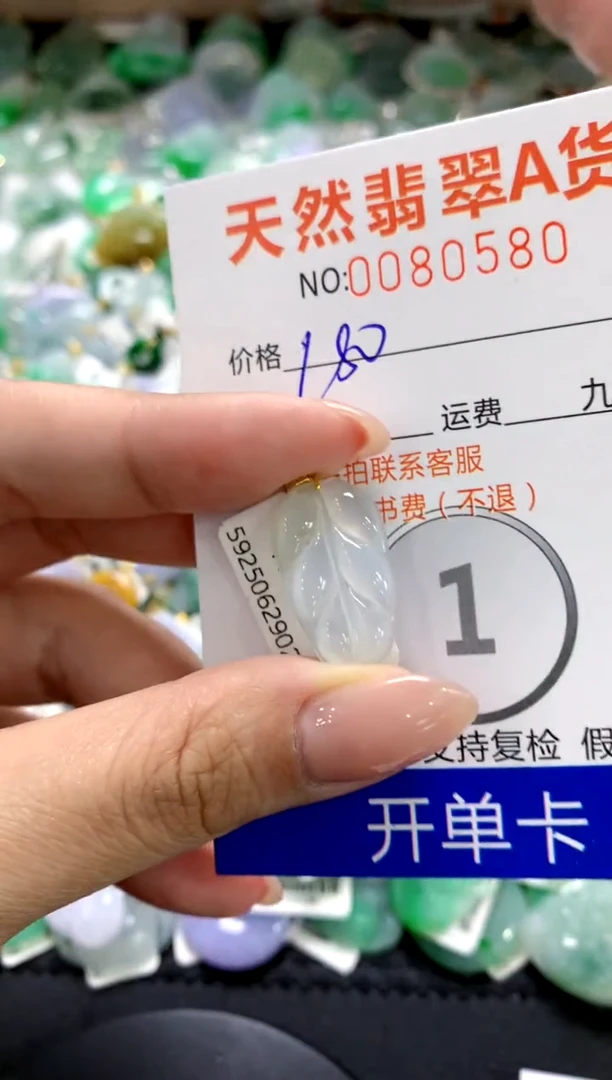 天然翡翠A货
NO:0080580
价格 180
运费 九
拍联系客服
书费(不退)
592506290
1
支持复检 假
开单卡